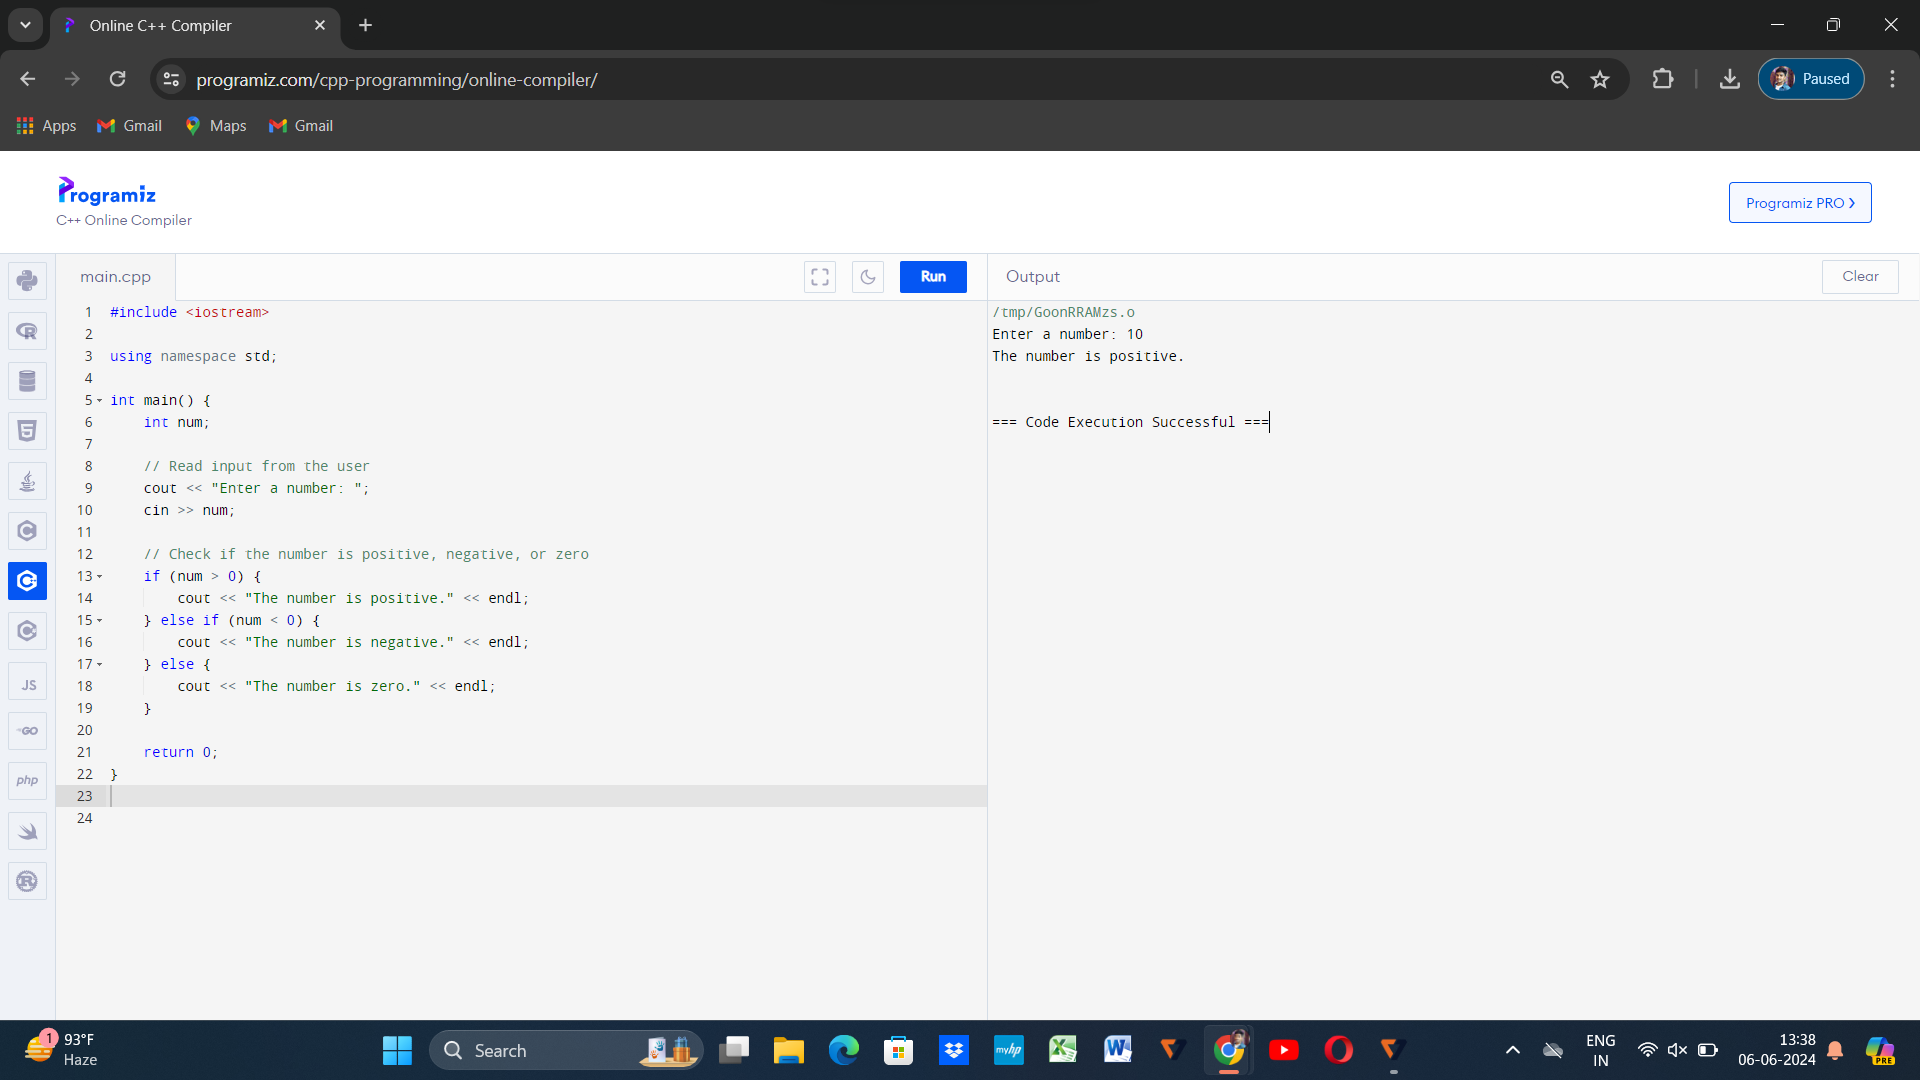 Online C++ Compiler
programiz.com/cpp-programming/online-compiler/
Paused
Apps
Gmail
Maps
Gmail
Programiz
C++ Online Compiler
Programiz PRO
main.cpp
Run
Output
Clear
1 #include <iostream>
2
3 using namespace std;
4
5 int main() {
6     int num;
7
8     // Read input from the user
9     cout << "Enter a number: ";
10     cin >> num;
11
12     // Check if the number is positive, negative, or zero
13     if (num > 0) {
14         cout << "The number is positive." << endl;
15     } else if (num < 0) {
16         cout << "The number is negative." << endl;
17     } else {
18         cout << "The number is zero." << endl;
19     }
20
21     return 0;
22 }
23
24
/tmp/GoonRRAMzs.o
Enter a number: 10
The number is positive.
=== Code Execution Successful ===
JS
GO
php
1
93°F
Haze
Search
myhp
ENG
IN
13:38
06-06-2024
PRE